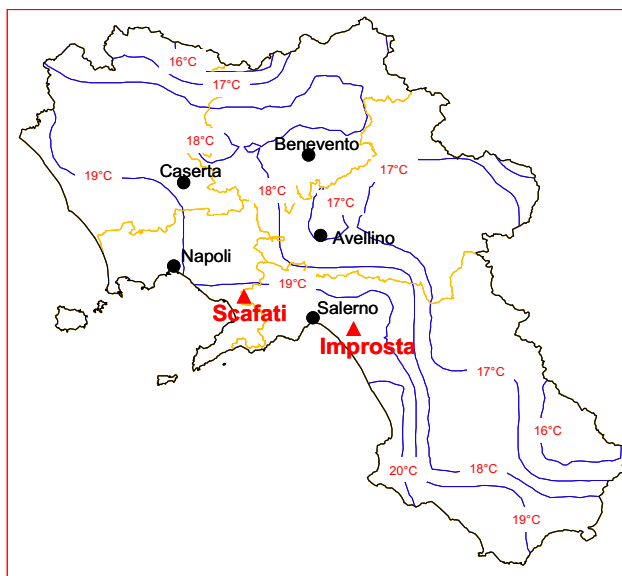 16°C
17°C
18°C
Benevento
17°C
Caserta
19°C
18°C
17°C
Avellino
Napoli
19°C
Scafati
Salerno
Improsta
17°C
16°C
20°C
18°C
19°C